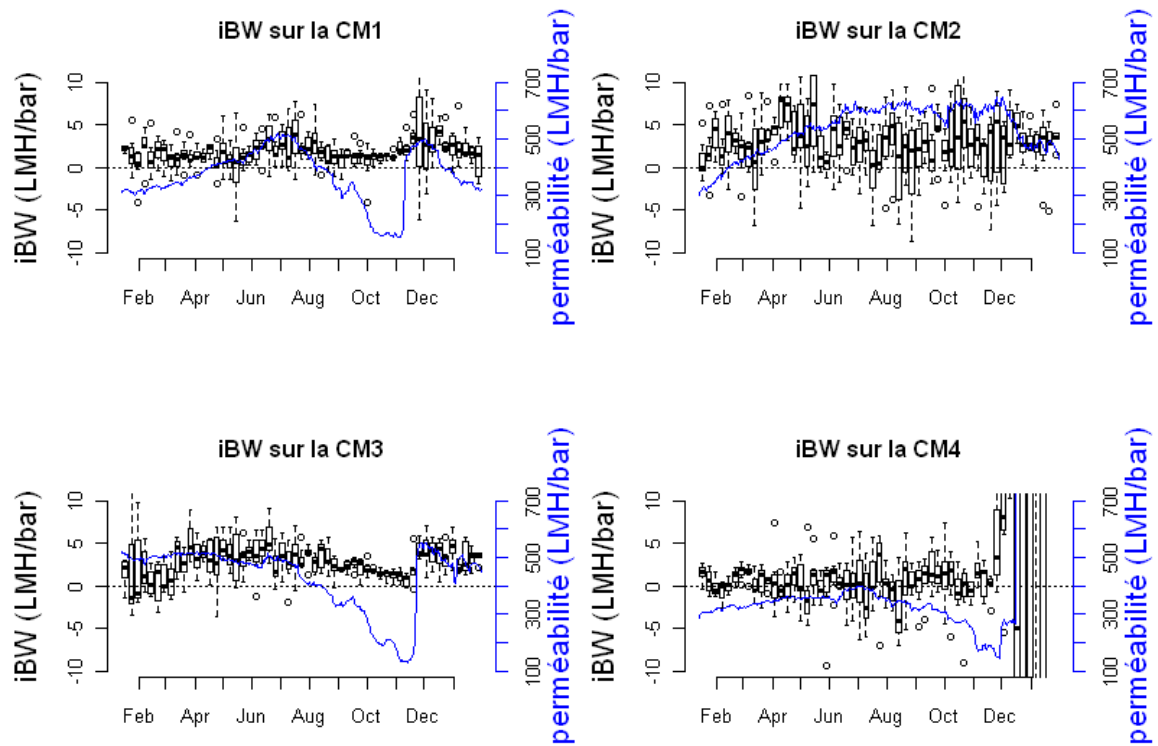 iBW sur la CM1
iBW (LMH/bar)
10
5
0
-5
-10
700
500
300
100
perméabilité (LMH/bar)
Feb Apr Jun Aug Oct Dec
iBW sur la CM2
iBW (LMH/bar)
10
5
0
-5
-10
700
500
300
100
perméabilité (LMH/bar)
Feb Apr Jun Aug Oct Dec
iBW sur la CM3
iBW (LMH/bar)
10
5
0
-5
-10
700
500
300
100
perméabilité (LMH/bar)
Feb Apr Jun Aug Oct Dec
iBW sur la CM4
iBW (LMH/bar)
10
5
0
-5
-10
700
500
300
100
perméabilité (LMH/bar)
Feb Apr Jun Aug Oct Dec